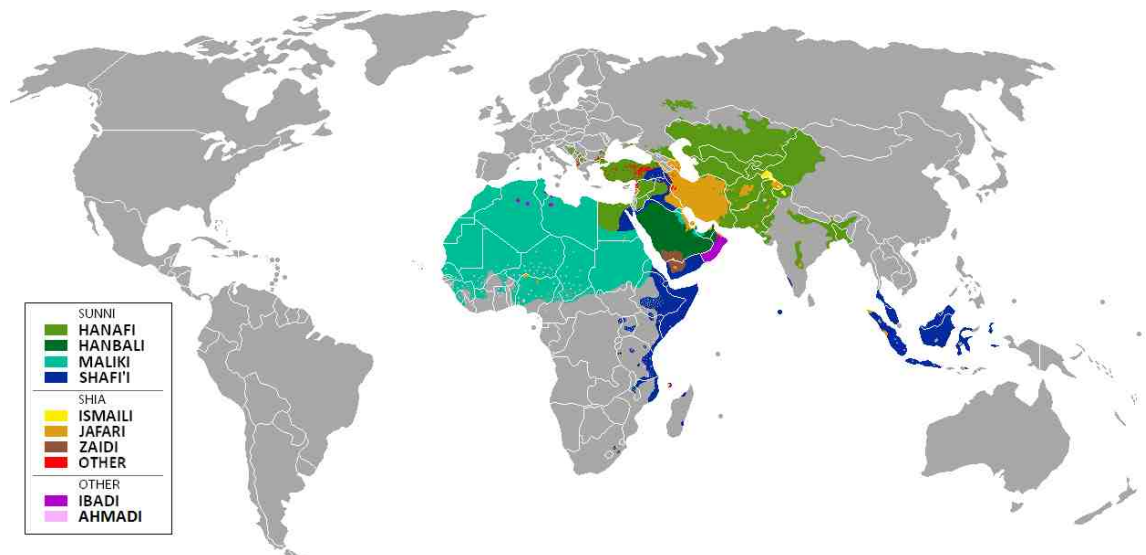 SUNNI
HANAFI
HANBALI
MALIKI
SHAFI'I
SHIA
ISMAILI
JAFARI
ZAIDI
OTHER
OTHER
IBADI
AHMADI